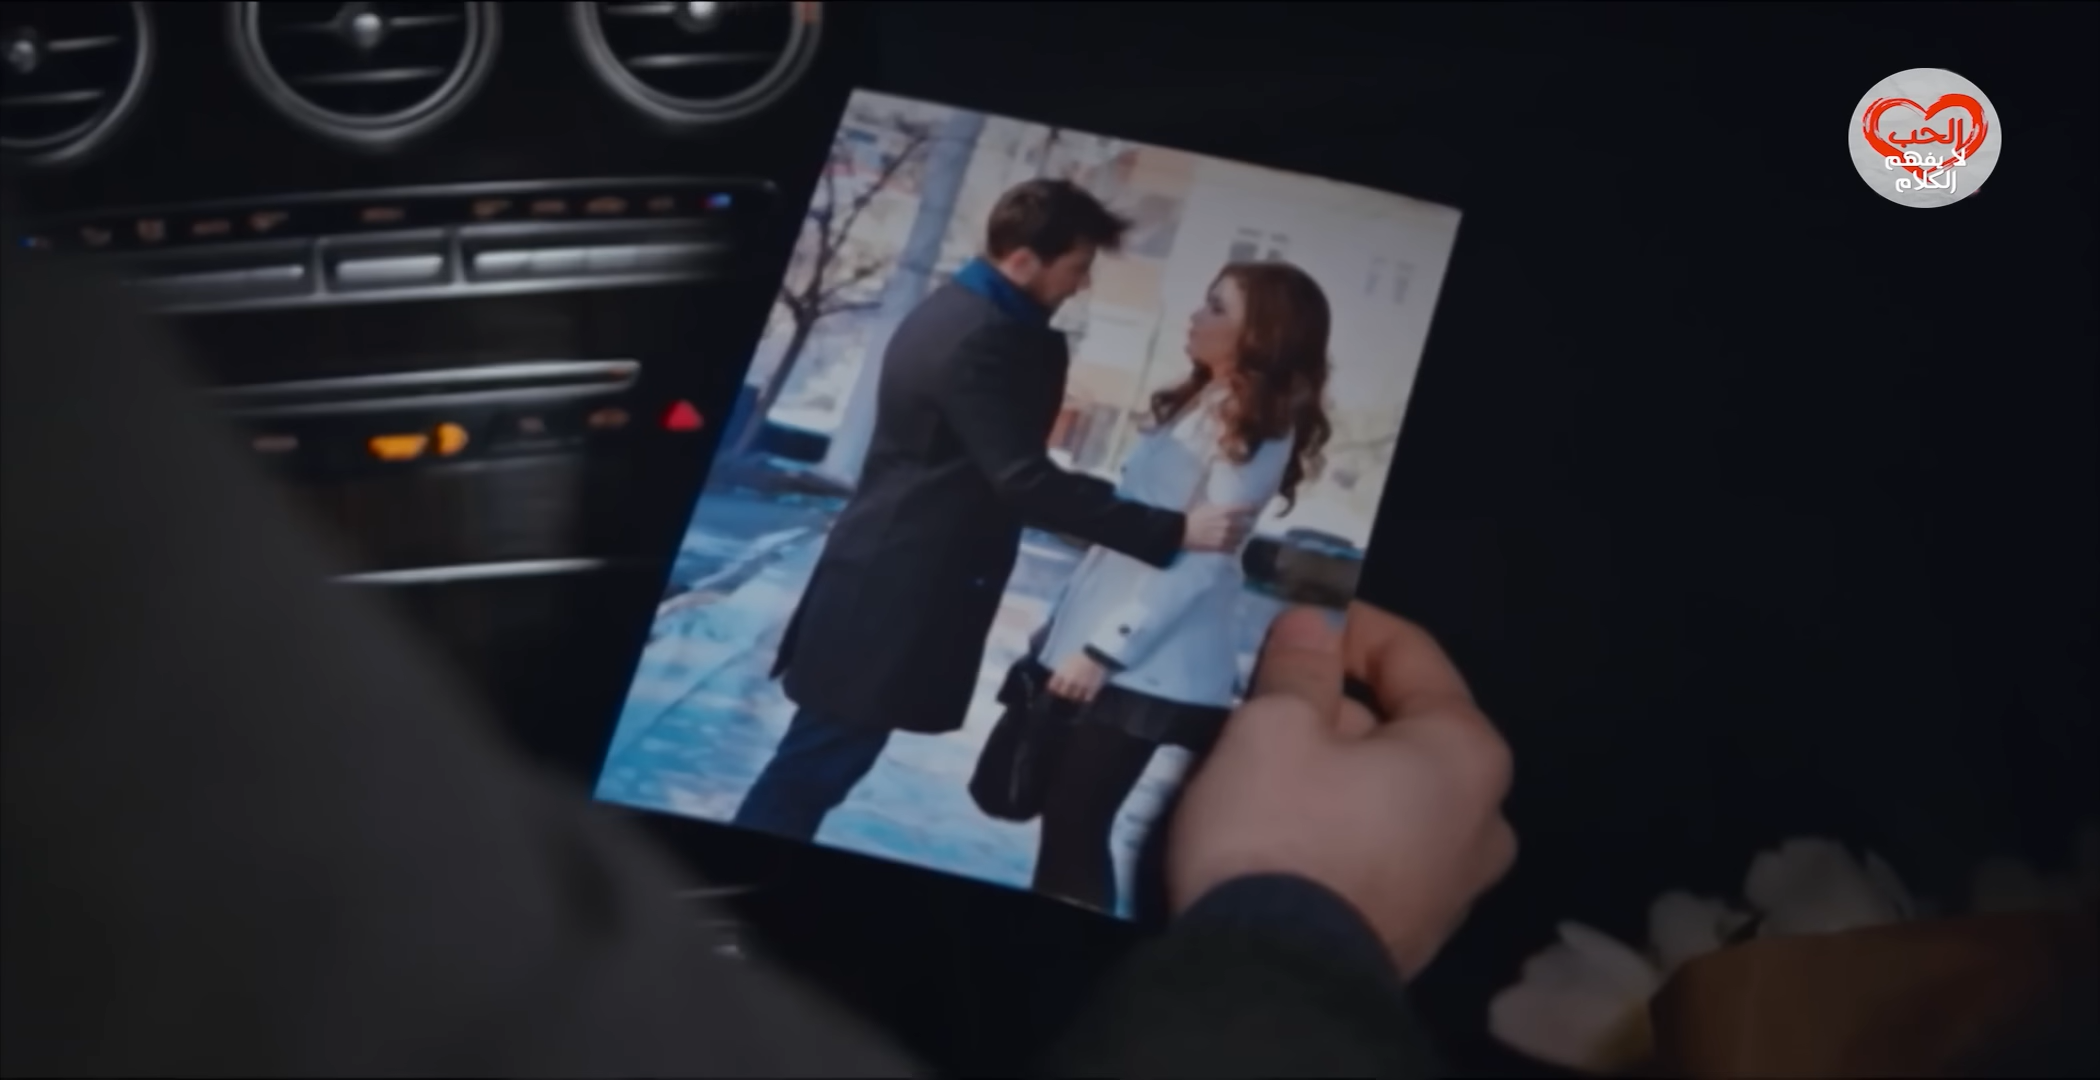 الحب
لا يفهم
الكلام